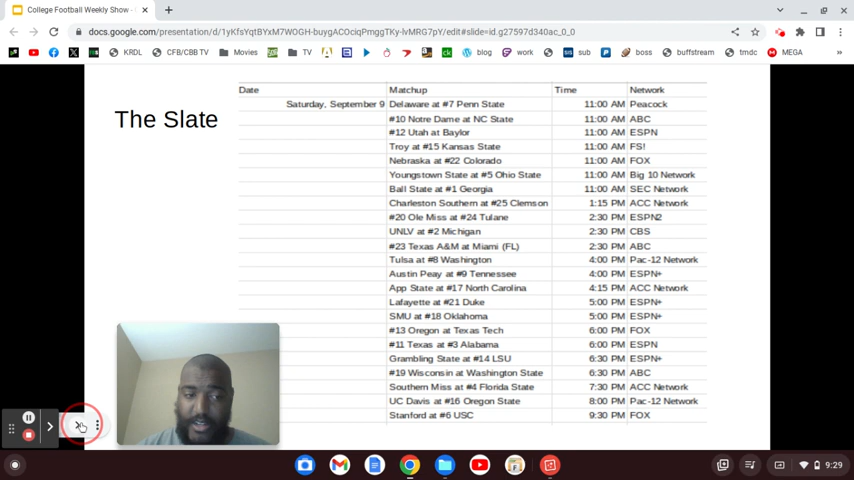 College Football Weekly Show -
docs.google.com/presentation/d/1yKfsYqtBYxM7WOGH-buygACOciqPmggTKy-lvMRG7pY/edit#slide=id.g27597d340ac_0_0
KRDL CFB/CBB TV Movies TV blog work sub boss buffstream tmdc MEGA »
The Slate
Date Matchup Time Network
Saturday, September 9 Delaware at #7 Penn State 11:00 AM Peacock
#10 Notre Dame at NC State 11:00 AM ABC
#12 Utah at Baylor 11:00 AM ESPN
Troy at #15 Kansas State 11:00 AM FS!
Nebraska at #22 Colorado 11:00 AM FOX
Youngstown State at #5 Ohio State 11:00 AM Big 10 Network
Ball State at #1 Georgia 11:00 AM SEC Network
Charleston Southern at #25 Clemson 1:15 PM ACC Network
#20 Ole Miss at #24 Tulane 2:30 PM ESPN2
UNLV at #2 Michigan 2:30 PM CBS
#23 Texas A&M at Miami (FL) 2:30 PM ABC
Tulsa at #8 Washington 4:00 PM Pac-12 Network
Austin Peay at #9 Tennessee 4:00 PM ESPN+
App State at #17 North Carolina 4:15 PM ACC Network
Lafayette at #21 Duke 5:00 PM ESPN+
SMU at #18 Oklahoma 5:00 PM ESPN+
#13 Oregon at Texas Tech 6:00 PM FOX
#11 Texas at #3 Alabama 6:00 PM ESPN
Grambling State at #14 LSU 6:30 PM ESPN+
#19 Wisconsin at Washington State 6:30 PM ABC
Southern Miss at #4 Florida State 7:30 PM ACC Network
UC Davis at #16 Oregon State 8:00 PM Pac-12 Network
Stanford at #6 USC 9:30 PM FOX
9:29